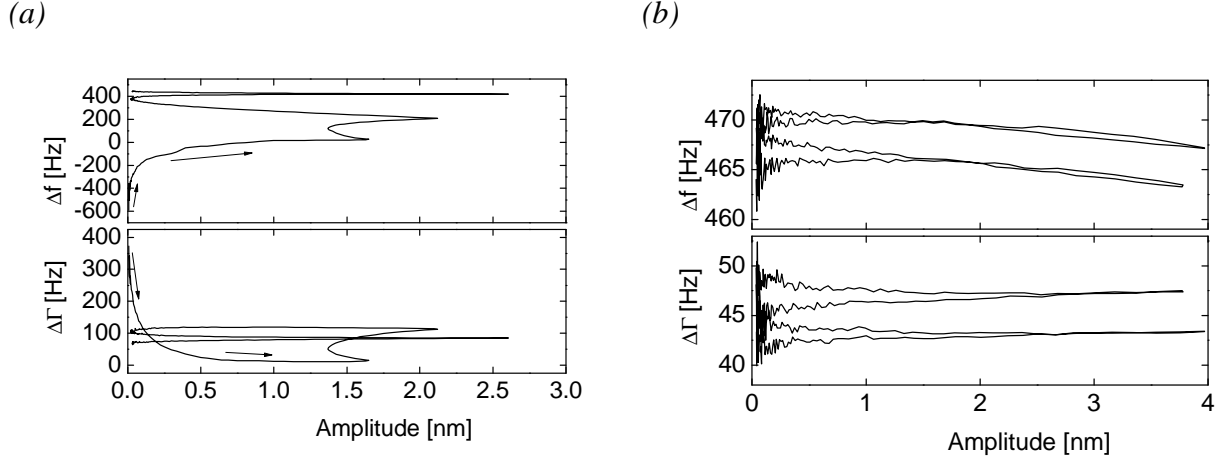 (a)
(b)
400
200
0
-200
-400
-600
Δf [Hz]
400
300
200
100
0
ΔΓ [Hz]
0.0 0.5 1.0 1.5 2.0 2.5 3.0
Amplitude [nm]
470
465
460
Δf [Hz]
50
45
40
ΔΓ [Hz]
0 1 2 3 4
Amplitude [nm]